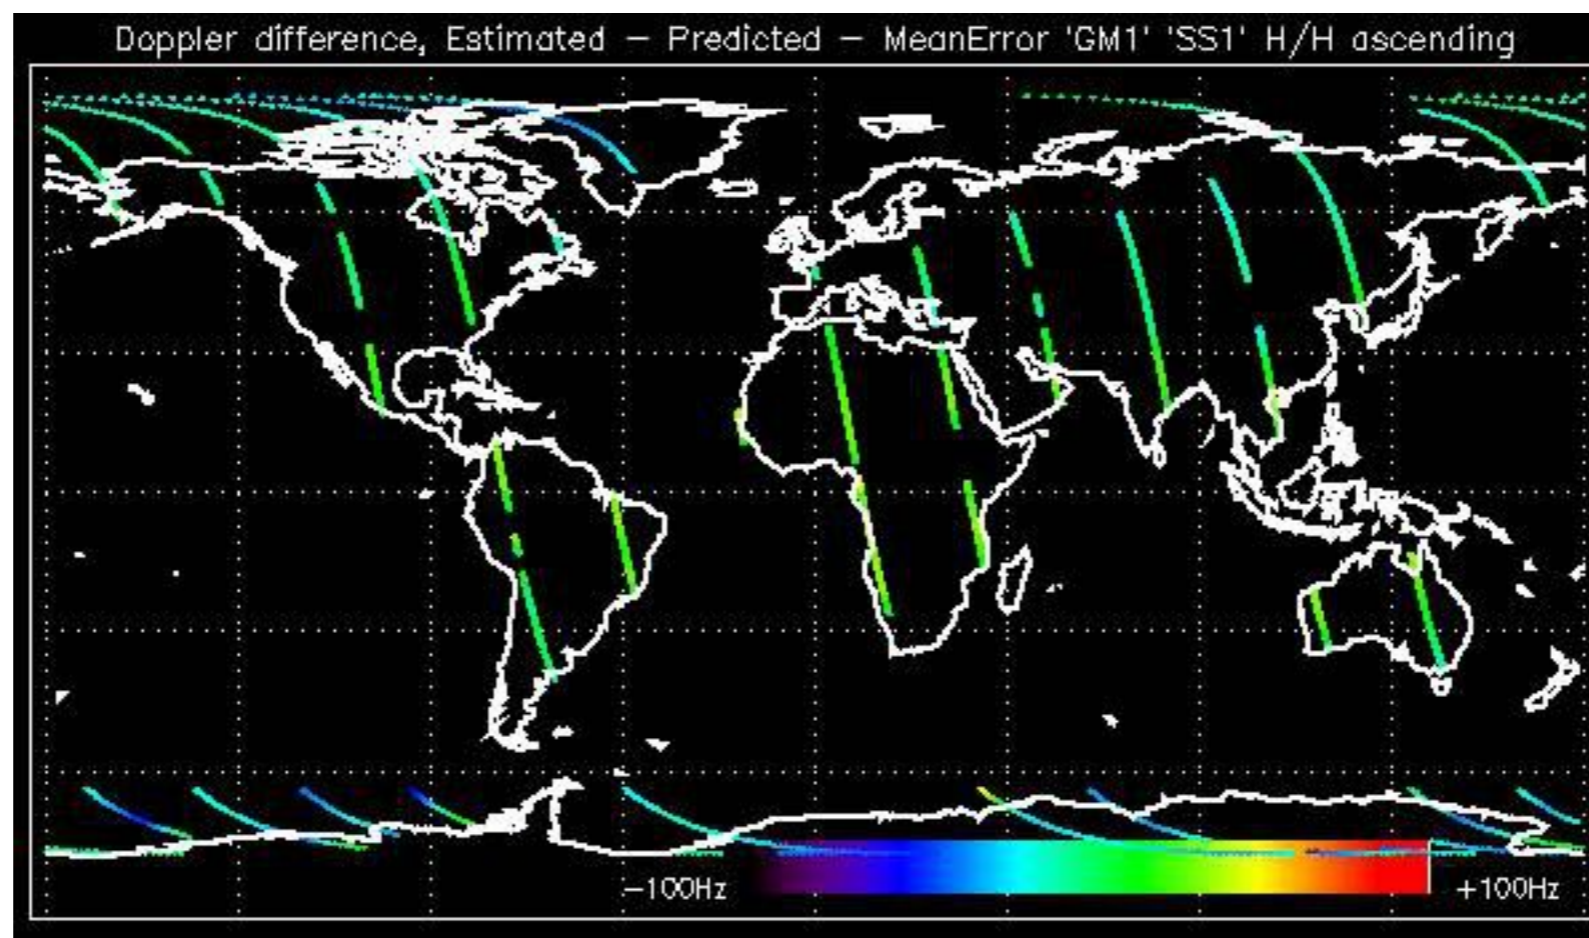 Doppler difference, Estimated – Predicted – MeanError 'GM1' 'SS1' H/H ascending
–100Hz
+100Hz